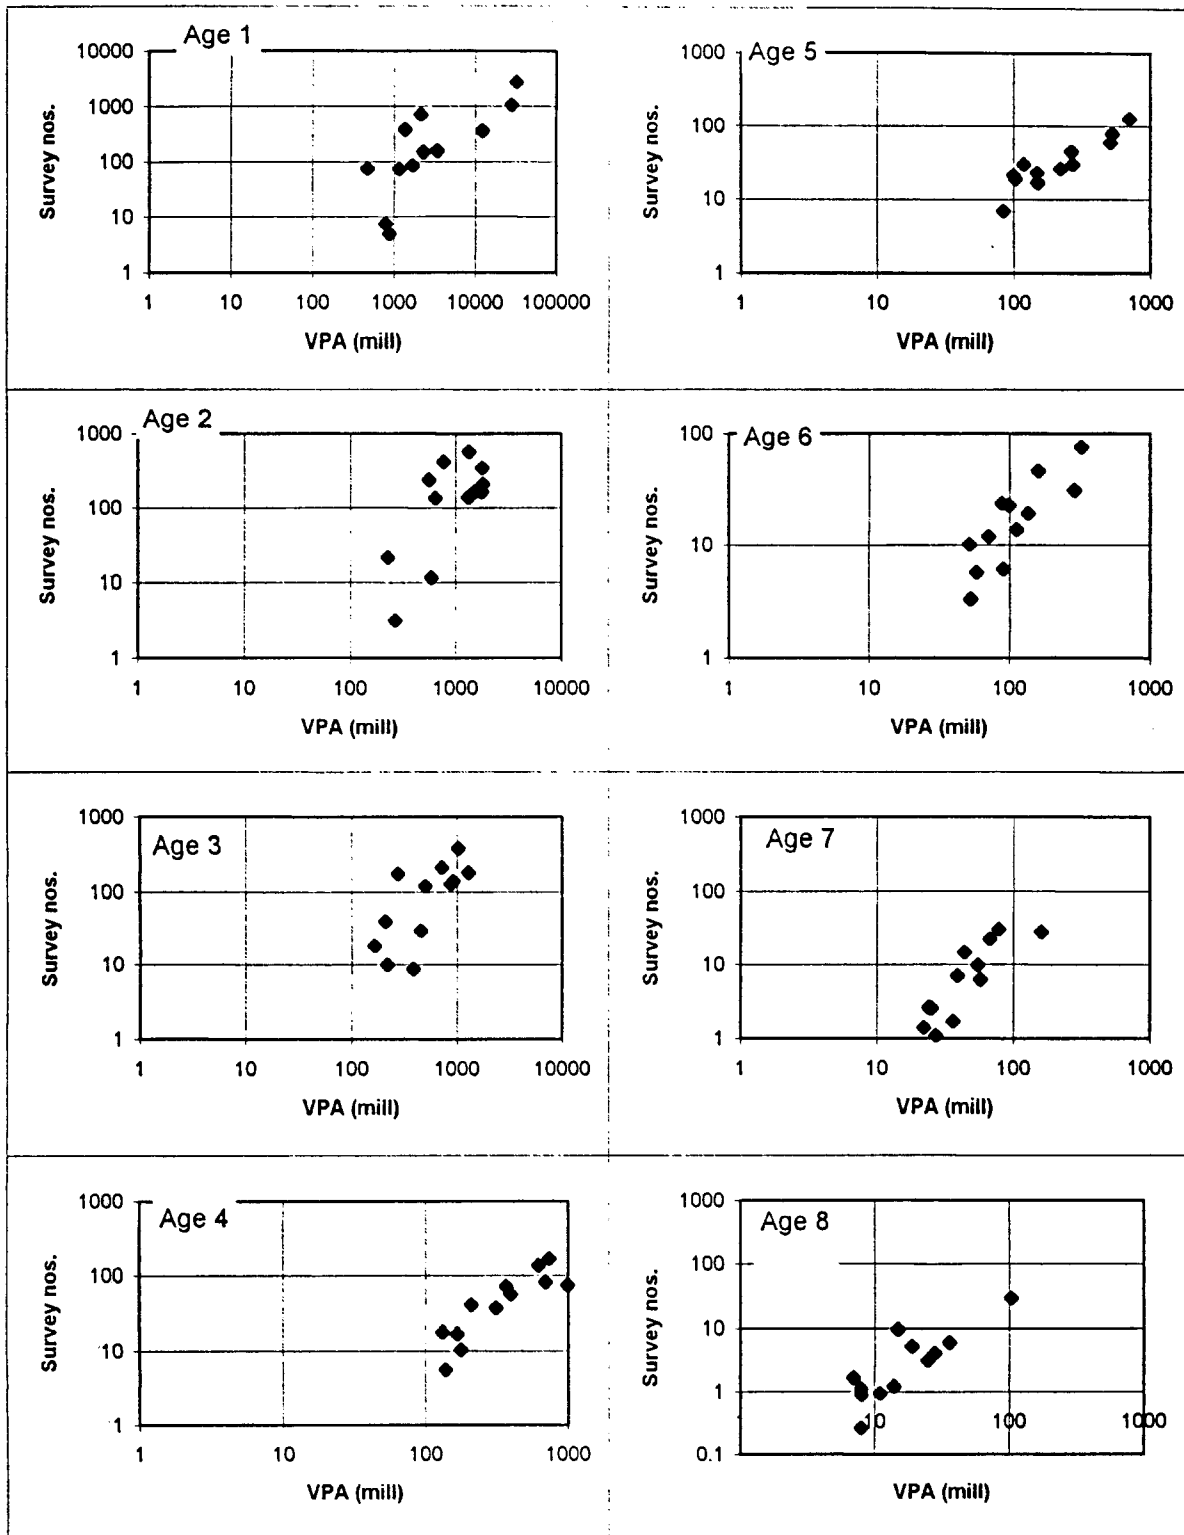 Age 1
10000
1000
100
10
1
Survey nos.
1 10 100 1000 10000 100000
VPA (mill)
Age 5
1000
100
10
1
Survey nos.
1 10 100 1000
VPA (mill)
Age 2
1000
100
10
1
Survey nos.
1 10 100 1000 10000
VPA (mill)
Age 6
100
10
1
Survey nos.
1 10 100 1000
VPA (mill)
Age 3
1000
100
10
1
Survey nos.
1 10 100 1000 10000
VPA (mill)
Age 7
1000
100
10
1
Survey nos.
1 10 100 1000
VPA (mill)
Age 4
1000
100
10
1
Survey nos.
1 10 100 1000
VPA (mill)
Age 8
1000
100
10
1
0.1
Survey nos.
10 100 1000
VPA (mill)